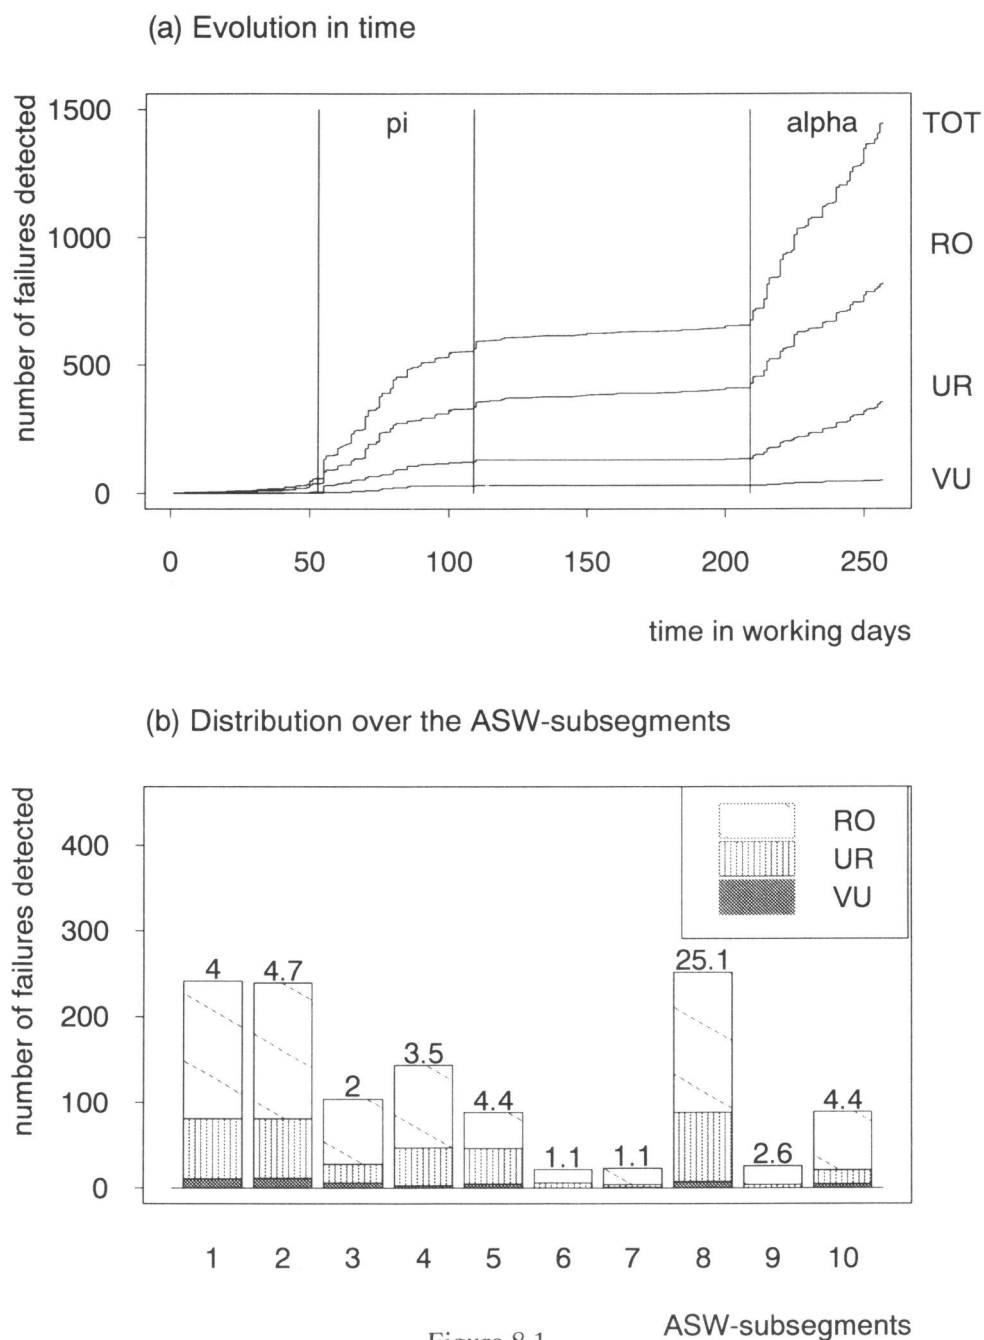 (a) Evolution in time
number of failures detected
1500
1000
500
0
pi
alpha
TOT
RO
UR
VU
0 50 100 150 200 250
time in working days
(b) Distribution over the ASW-subsegments
number of failures detected
400
300
200
100
0
RO
UR
VU
4 4.7 2 3.5 4.4 1.1 1.1 25.1 2.6 4.4
1 2 3 4 5 6 7 8 9 10
ASW-subsegments
Figure 8.1